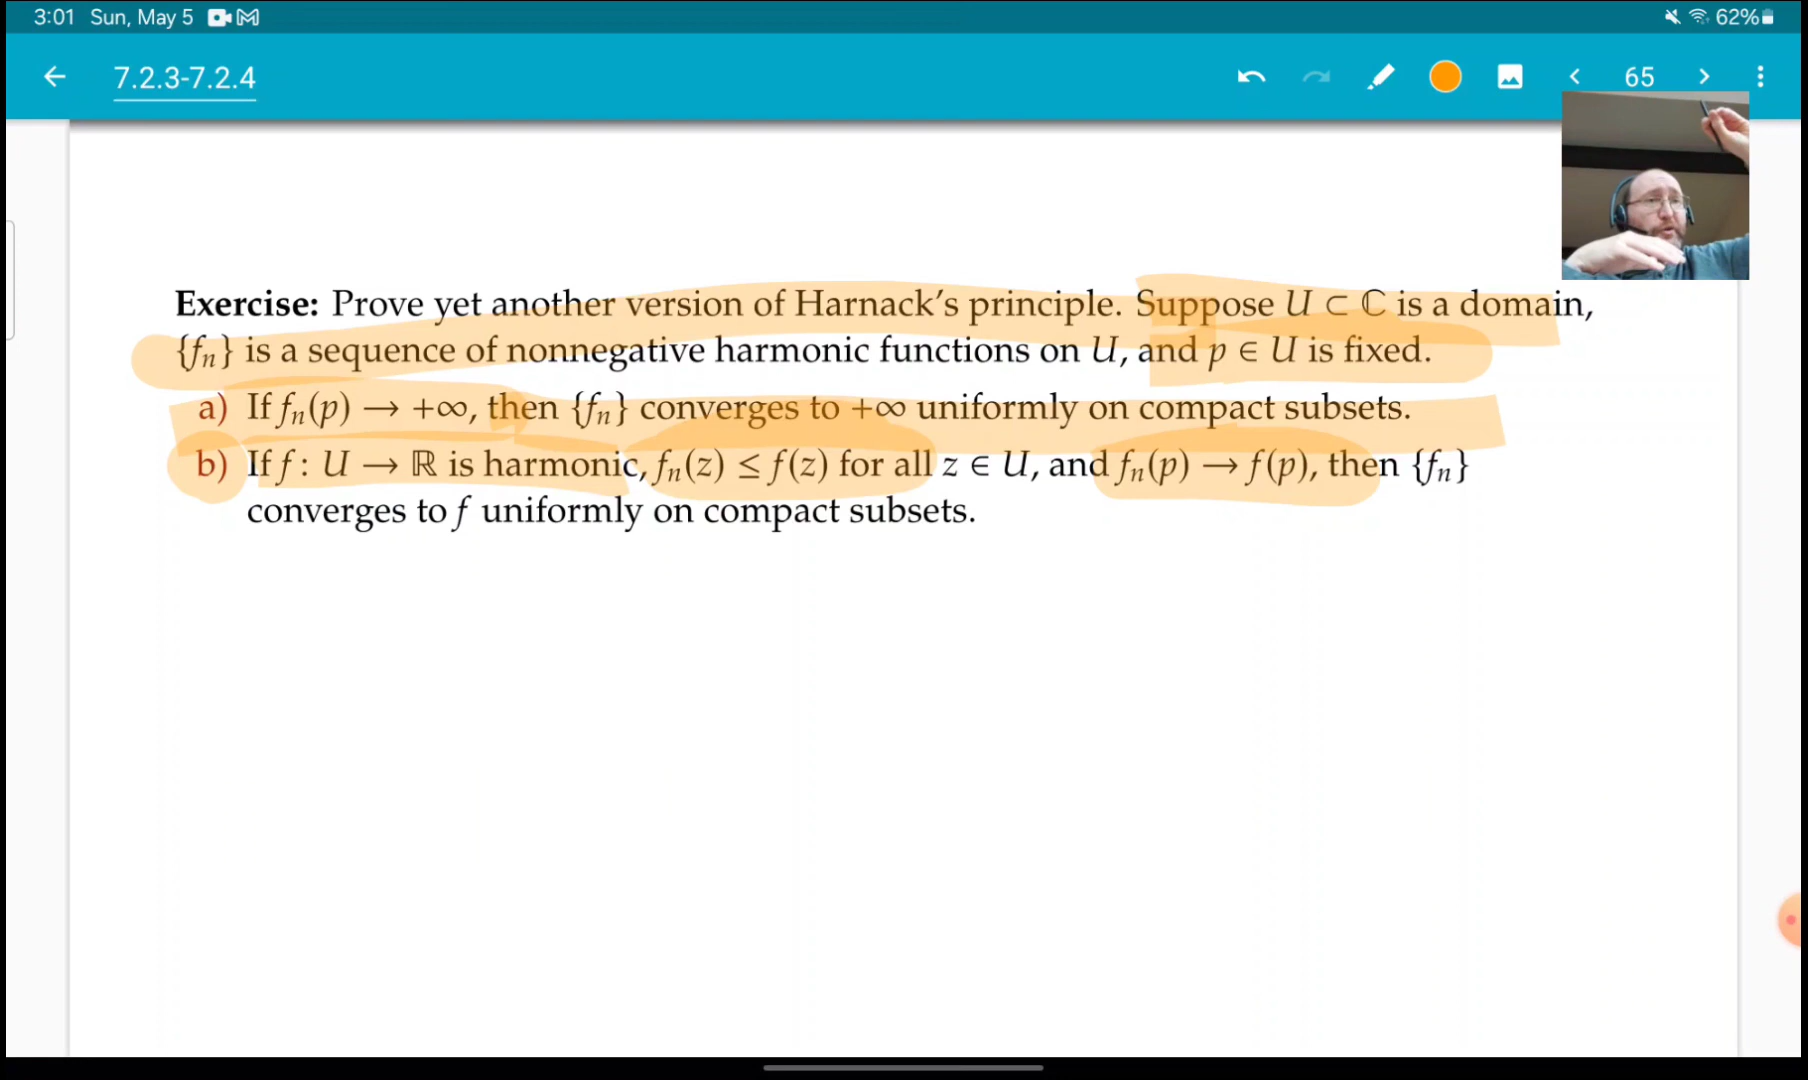 3:01 Sun, May 5 62%
7.2.3-7.2.4 65
Exercise: Prove yet another version of Harnack's principle. Suppose U ⊂ ℂ is a domain,
{fₙ} is a sequence of nonnegative harmonic functions on U, and p ∈ U is fixed.
a) If fₙ(p) → +∞, then {fₙ} converges to +∞ uniformly on compact subsets.
b) If f : U → ℝ is harmonic, fₙ(z) ≤ f(z) for all z ∈ U, and fₙ(p) → f(p), then {fₙ}
converges to f uniformly on compact subsets.